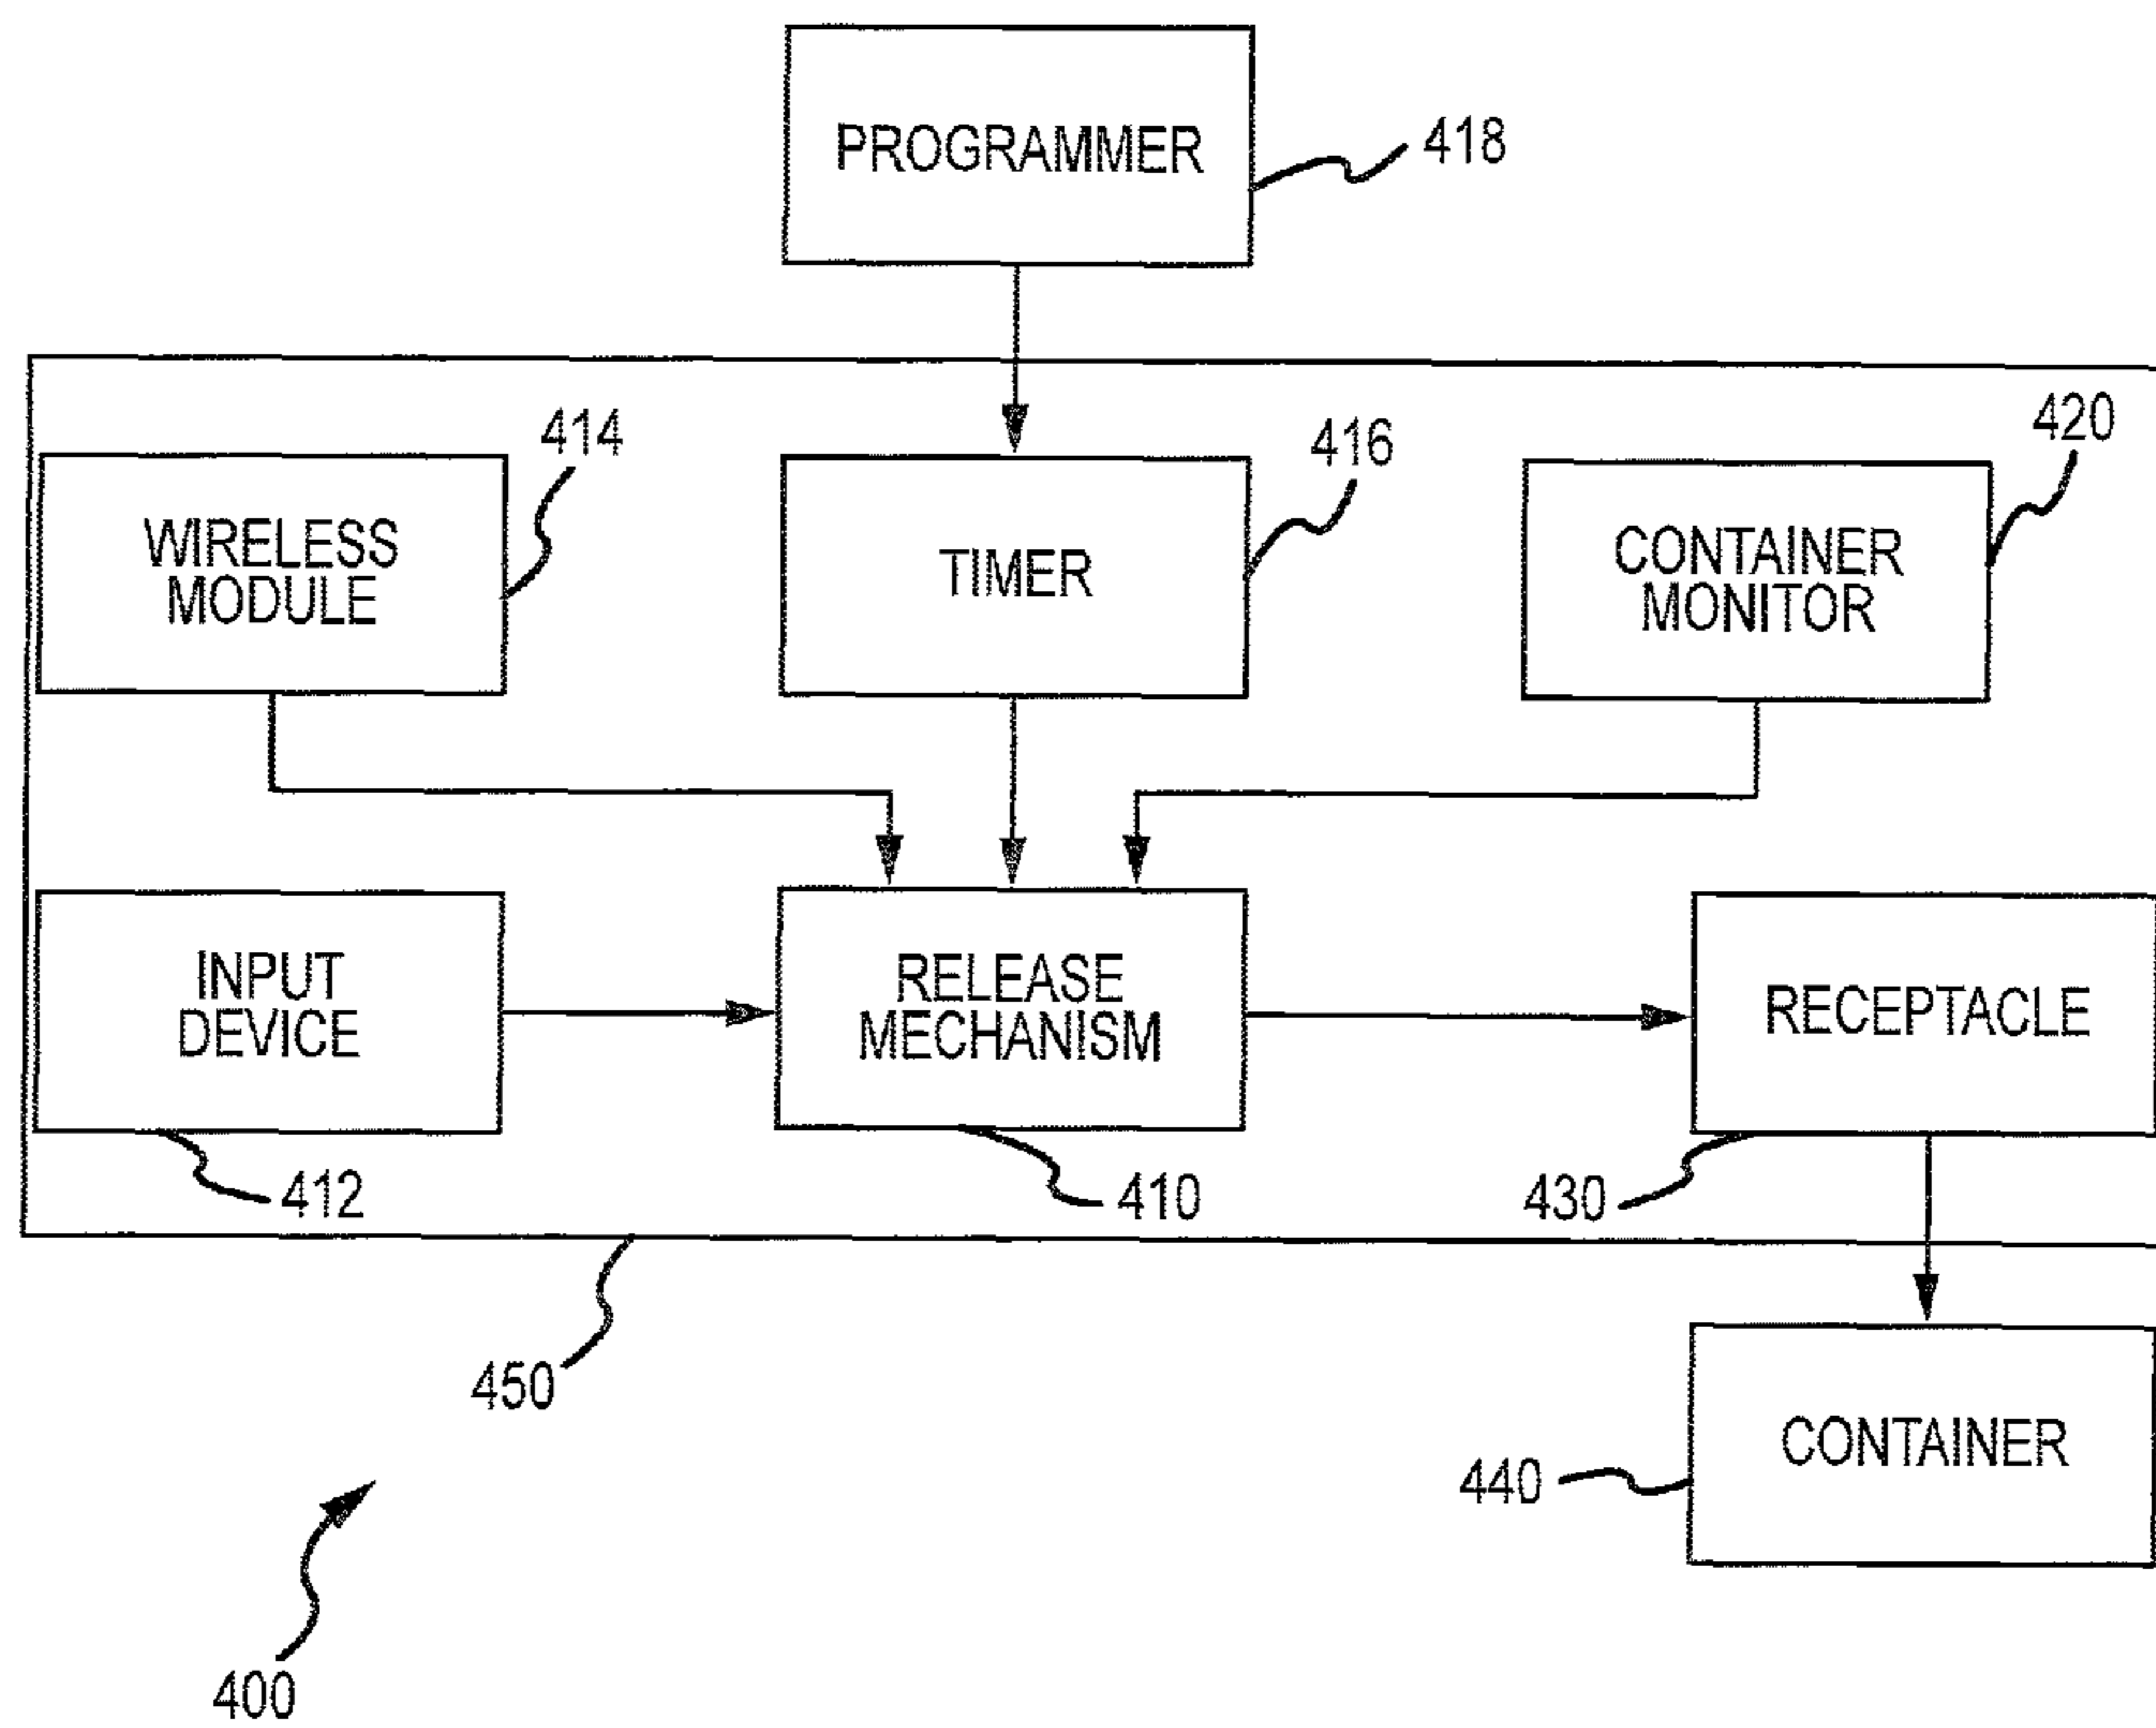 PROGRAMMER
418
414
416
420
WIRELESS
MODULE
TIMER
CONTAINER
MONITOR
INPUT
DEVICE
RELEASE
MECHANISM
RECEPTACLE
412
410
430
450
440
CONTAINER
400